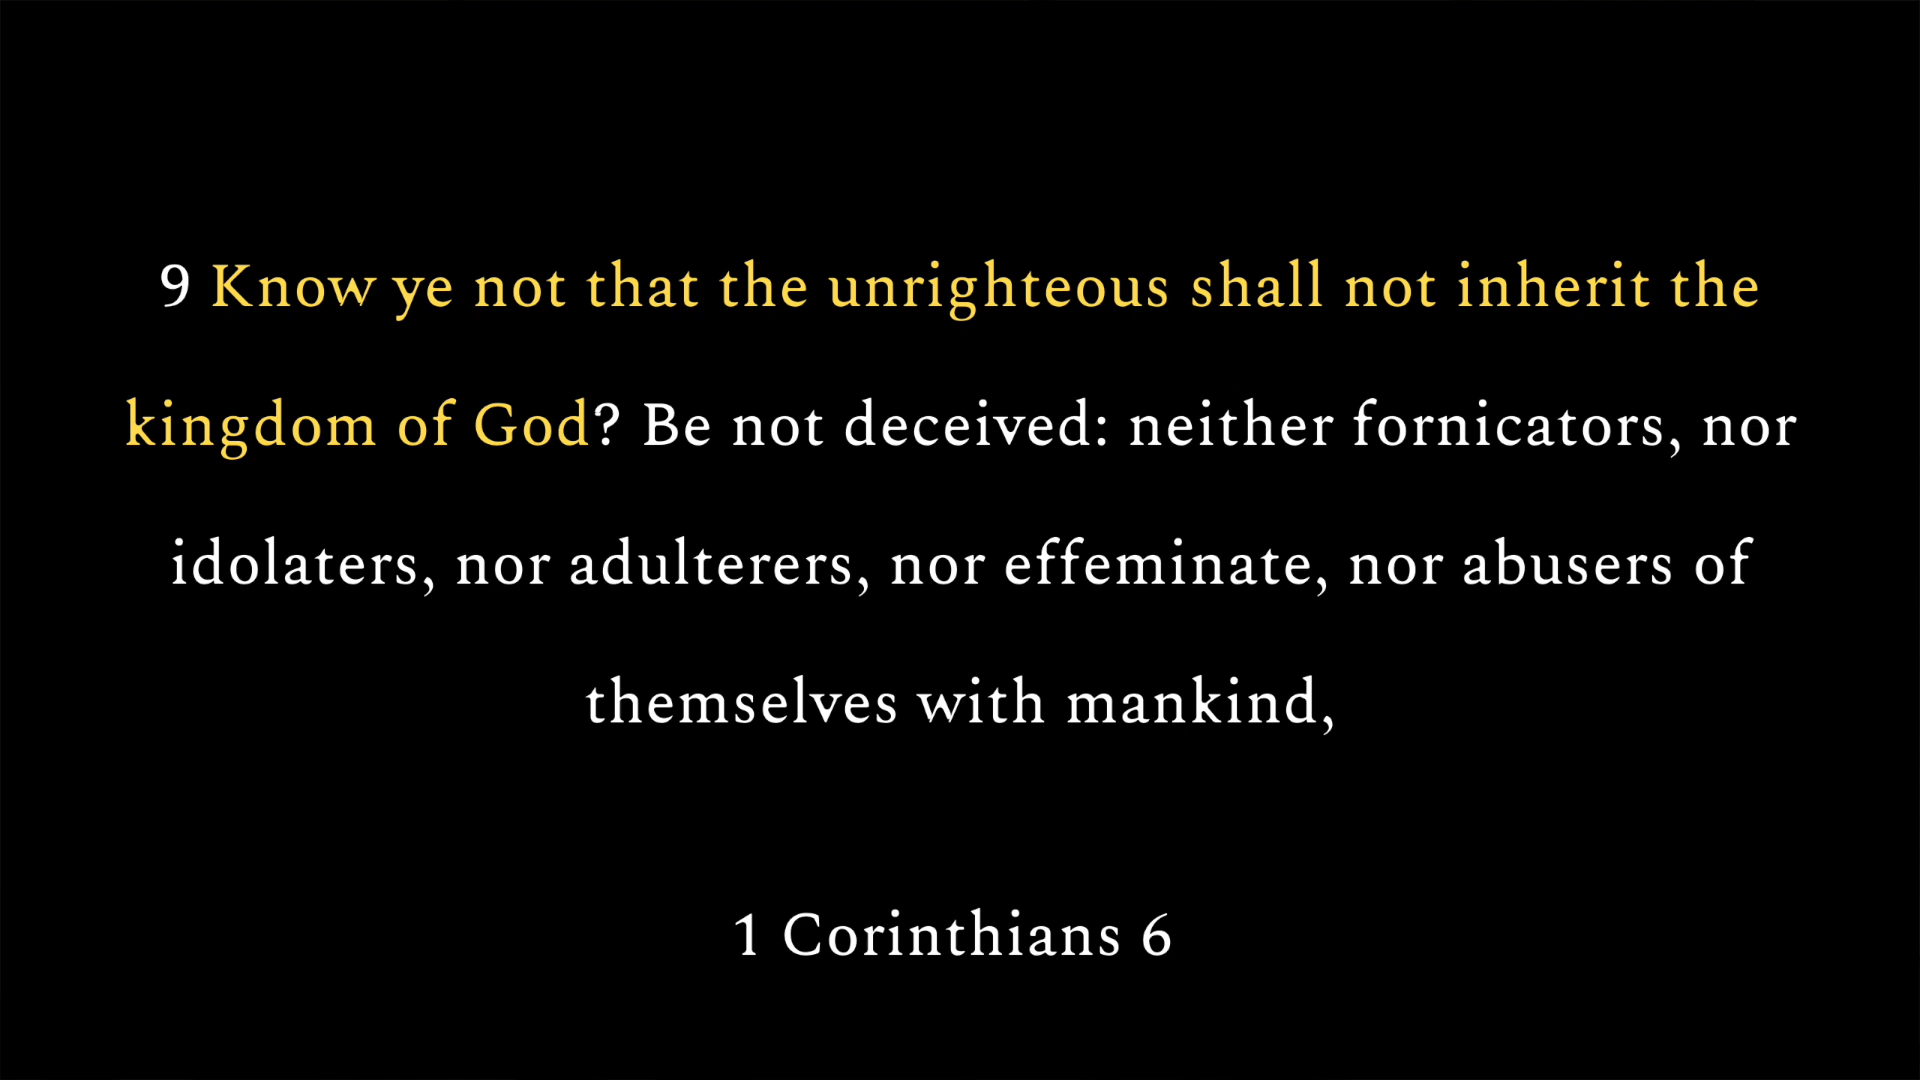 9 Know ye not that the unrighteous shall not inherit the
kingdom of God? Be not deceived: neither fornicators, nor
idolaters, nor adulterers, nor effeminate, nor abusers of
themselves with mankind,
1 Corinthians 6